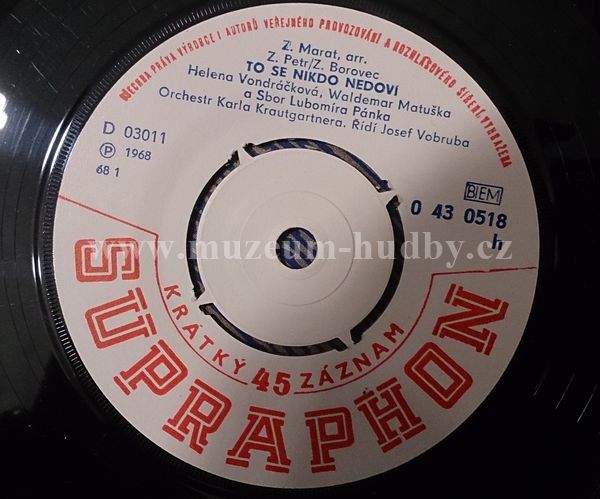 VŠECHNA PRÁVA VÝROBCE I AUTORŮ VEŘEJNÉHO PROVOZOVÁNÍ A ROZHLASOVÉHO ŠÍŘENÍ VYHRAŽENA
Z. Marat, arr.
Z. Petr/Z. Borovec
TO SE NIKDO NEDOVÍ
Helena Vondráčková, Waldemar Matuška
a Sbor Lubomíra Pánka
Orchestr Karla Krautgartnera. Řídí Josef Vobruba
D 03011
Ⓟ 1968
68 1
BIEM
0 43 0518
h
www.muzeum-hudby.cz
KRÁTKÝ 45 ZÁZNAM
SUPRAPHON